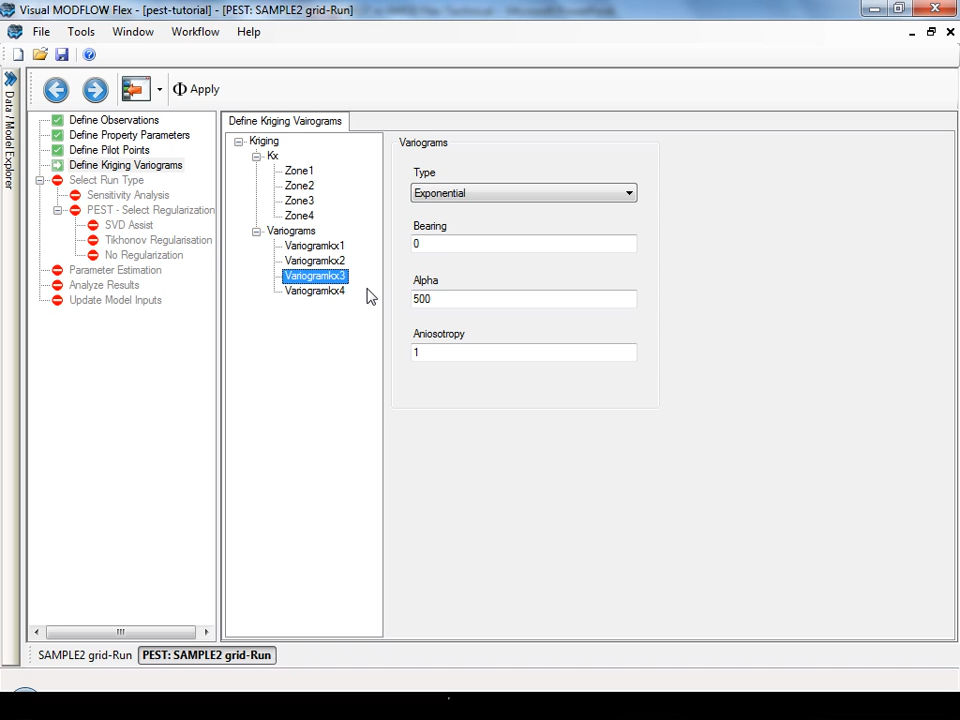 Visual MODFLOW Flex - [pest-tutorial] - [PEST: SAMPLE2 grid-Run]
File Tools Window Workflow Help
Φ Apply
Data / Model Explorer
Define Observations
Define Property Parameters
Define Pilot Points
Define Kriging Variograms
Select Run Type
Sensitivity Analysis
PEST - Select Regularization
SVD Assist
Tikhonov Regularisation
No Regularization
Parameter Estimation
Analyze Results
Update Model Inputs
Define Kriging Vairograms
Kriging
Kx
Zone1
Zone2
Zone3
Zone4
Variograms
Variogramkx1
Variogramkx2
Variogramkx3
Variogramkx4
Variograms
Type
Exponential
Bearing
0
Alpha
500
Aniosotropy
1
SAMPLE2 grid-Run PEST: SAMPLE2 grid-Run